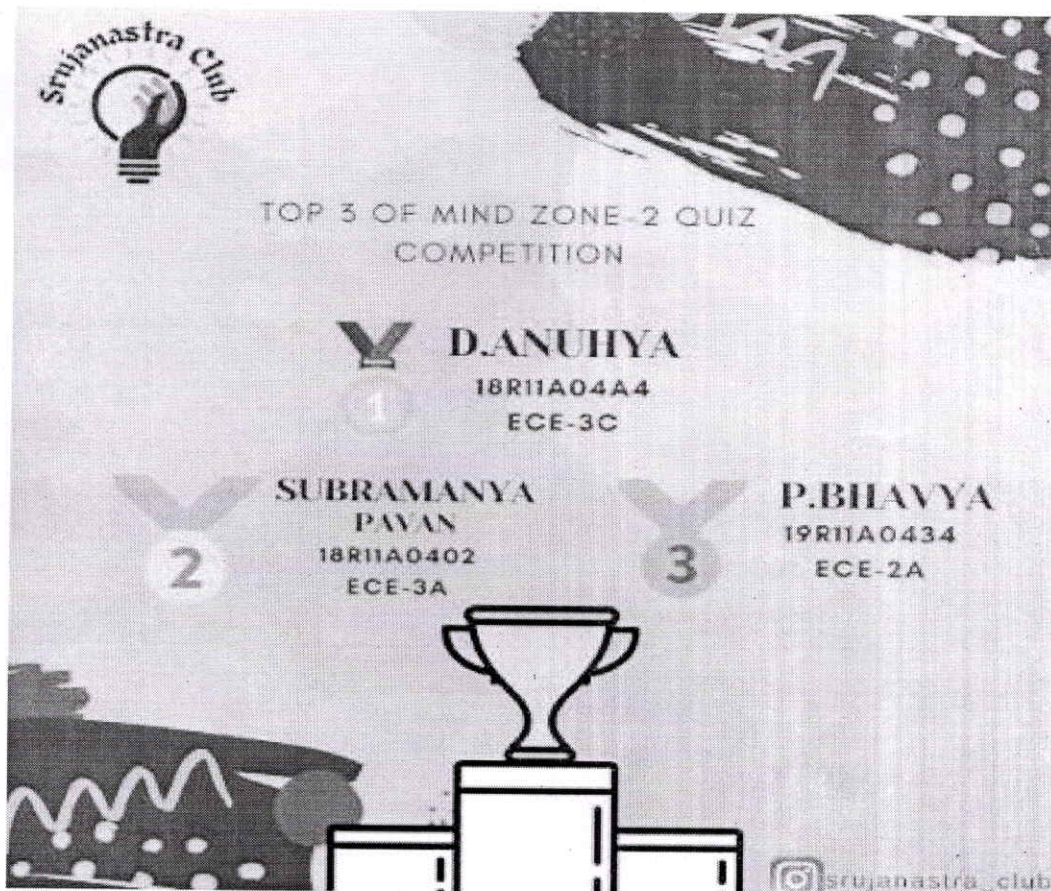 Srujanastra Club
TOP 3 OF MIND ZONE-2 QUIZ
COMPETITION
1
D.ANUHYA
18R11A04A4
ECE-3C
2
SUBRAMANYA
PAVAN
18R11A0402
ECE-3A
3
P.BHAVYA
19R11A0434
ECE-2A
srujanastra_club